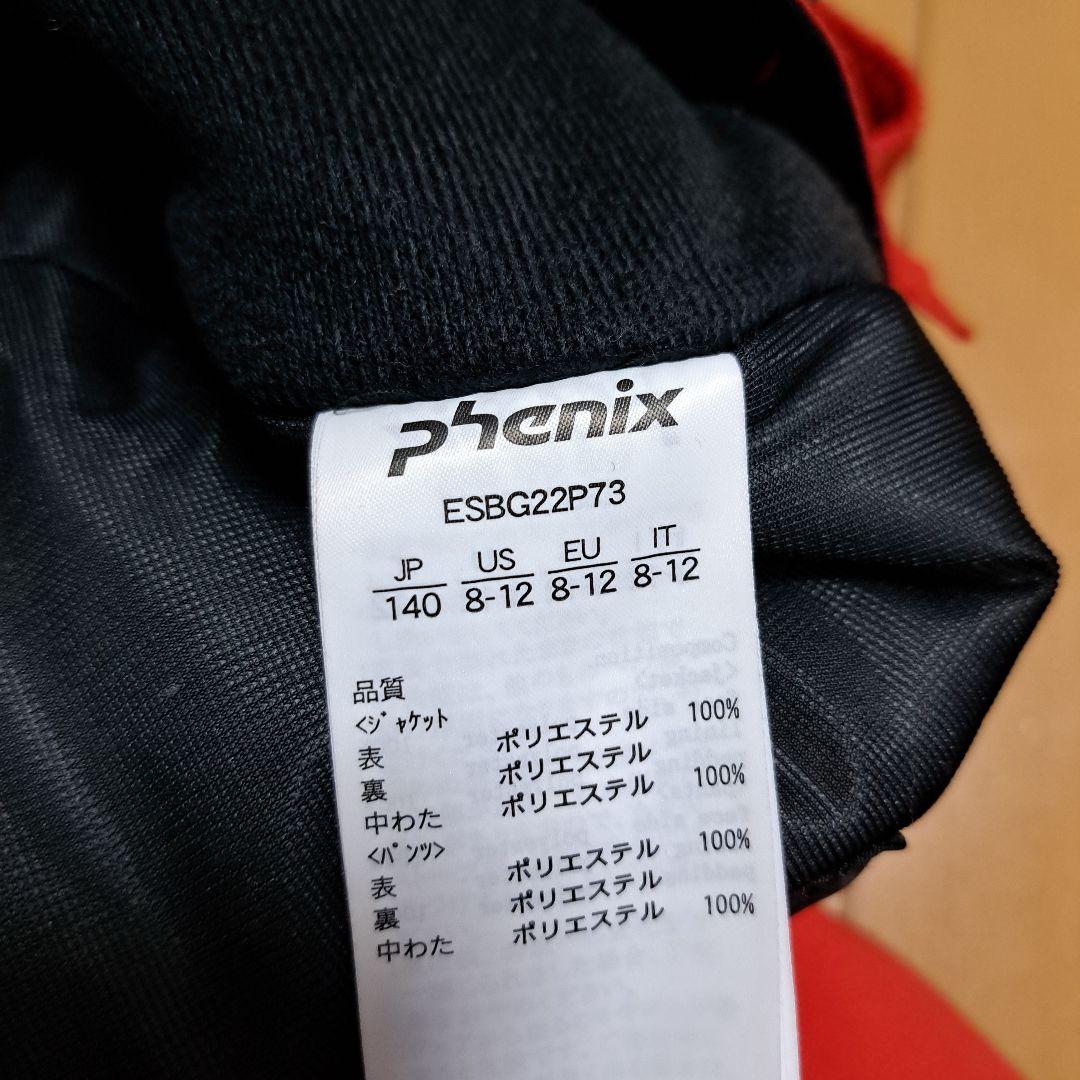 phenix
ESBG22P73
JP US EU IT
140 8-12 8-12 8-12
品質
<ジャケット
表 ポリエステル 100%
裏 ポリエステル
中わた ポリエステル 100%
<パンツ>
表 ポリエステル 100%
裏 ポリエステル
中わた ポリエステル 100%
Composition
<jacket>